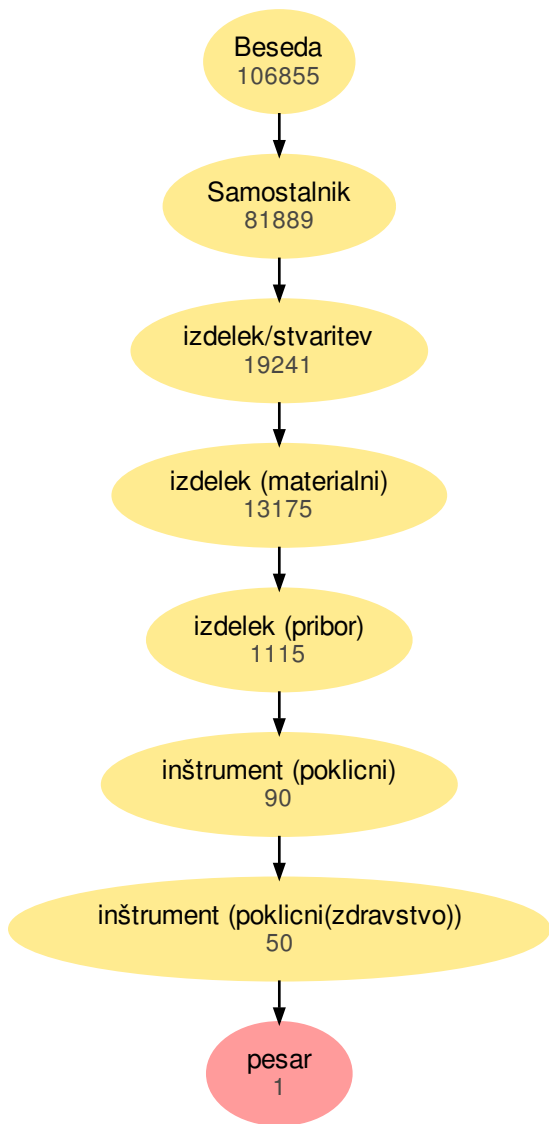 Beseda
106855
Samostalnik
81889
izdelek/stvaritev
19241
izdelek (materialni)
13175
izdelek (pribor)
1115
inštrument (poklicni)
90
inštrument (poklicni(zdravstvo))
50
pesar
1